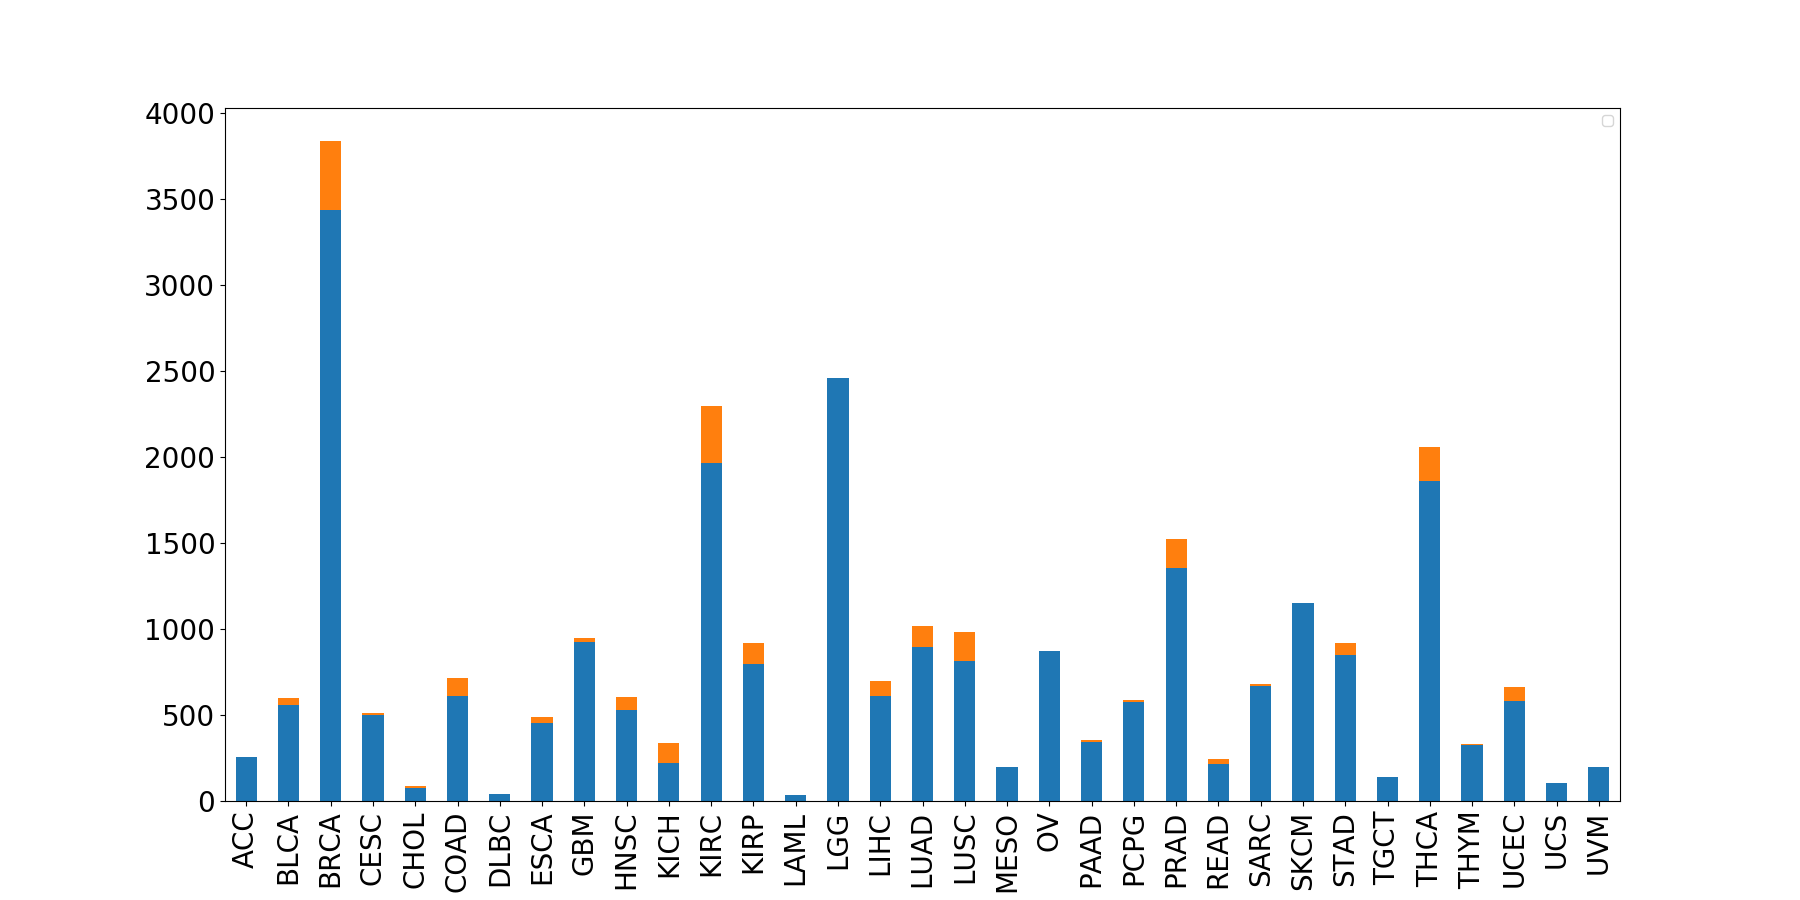 4000
3500
3000
2500
2000
1500
1000
500
0
ACC
BLCA
BRCA
CESC
CHOL
COAD
DLBC
ESCA
GBM
HNSC
KICH
KIRC
KIRP
LAML
LGG
LIHC
LUAD
LUSC
MESO
OV
PAAD
PCPG
PRAD
READ
SARC
SKCM
STAD
TGCT
THCA
THYM
UCEC
UCS
UVM